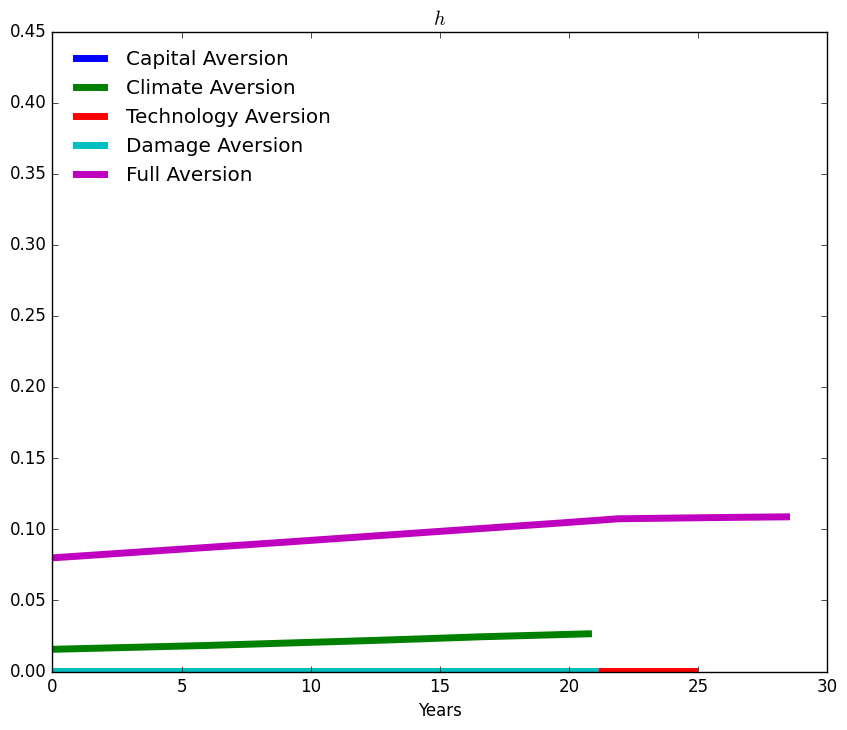 h
0.45
0.40
0.35
0.30
0.25
0.20
0.15
0.10
0.05
0.00
Capital Aversion
Climate Aversion
Technology Aversion
Damage Aversion
Full Aversion
0 5 10 15 20 25 30
Years